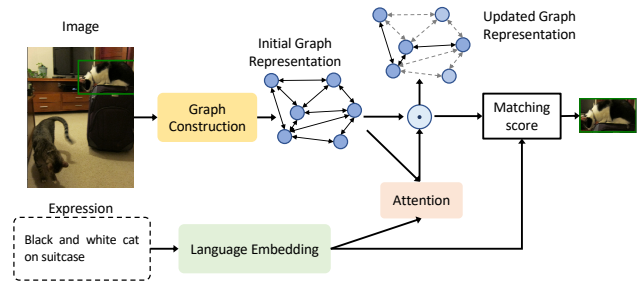 Image
Initial Graph
Representation
Updated Graph
Representation
Graph
Construction
Matching
score
Attention
Expression
Black and white cat
on suitcase
Language Embedding